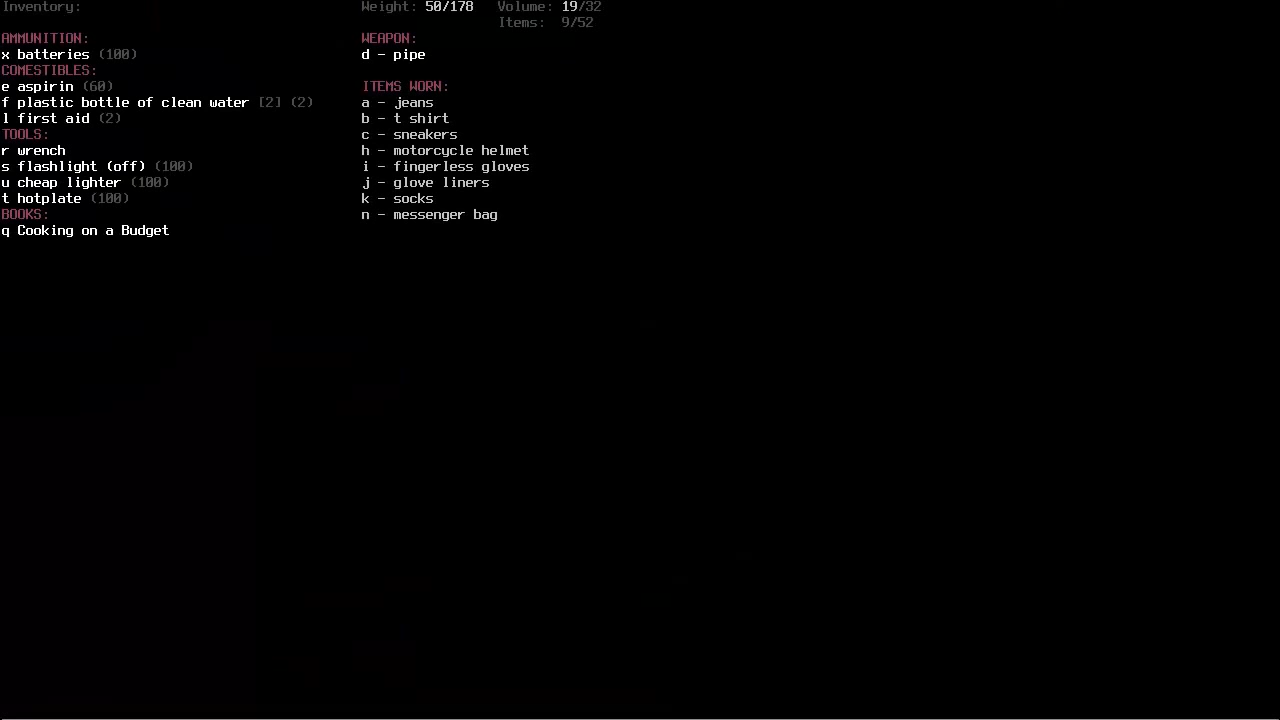 Inventory: Weight: 50/178 Volume: 19/32
Items: 9/52
AMMUNITION:
x batteries (100)
COMESTIBLES:
e aspirin (60)
f plastic bottle of clean water [2] (2)
l first aid (2)
TOOLS:
r wrench
s flashlight (off) (100)
u cheap lighter (100)
t hotplate (100)
BOOKS:
q Cooking on a Budget
WEAPON:
d - pipe
ITEMS WORN:
a - jeans
b - t shirt
c - sneakers
h - motorcycle helmet
i - fingerless gloves
j - glove liners
k - socks
n - messenger bag